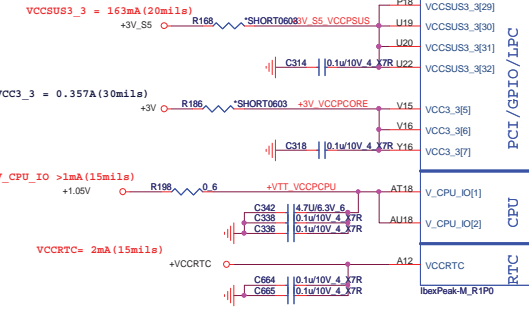 P18 VCCSUS3_3[29]
VCCSUS3_3 = 163mA(20mils)
+3V_S5 R168 *SHORT0603 +3V_S5_VCCPSUS U19 VCCSUS3_3[30]
U20 VCCSUS3_3[31]
C314 0.1u/10V_4_X7R U22 VCCSUS3_3[32]
PCI/GPIO/LPC
VCC3_3 = 0.357A(30mils)
+3V R186 *SHORT0603 +3V_VCCPCORE V15 VCC3_3[5]
V16 VCC3_3[6]
C318 0.1u/10V_4_X7R Y16 VCC3_3[7]
V_CPU_IO >1mA(15mils)
+1.05V R198 0_6 +VTT_VCCPCPU AT18 V_CPU_IO[1]
C342 4.7U/6.3V_6
C338 0.1u/10V_4_X7R AU18 V_CPU_IO[2]
C336 0.1u/10V_4_X7R
CPU
VCCRTC= 2mA(15mils)
+VCCRTC A12 VCCRTC
C664 0.1u/10V_4_X7R
C665 0.1u/10V_4_X7R
RTC
IbexPeak-M_R1P0